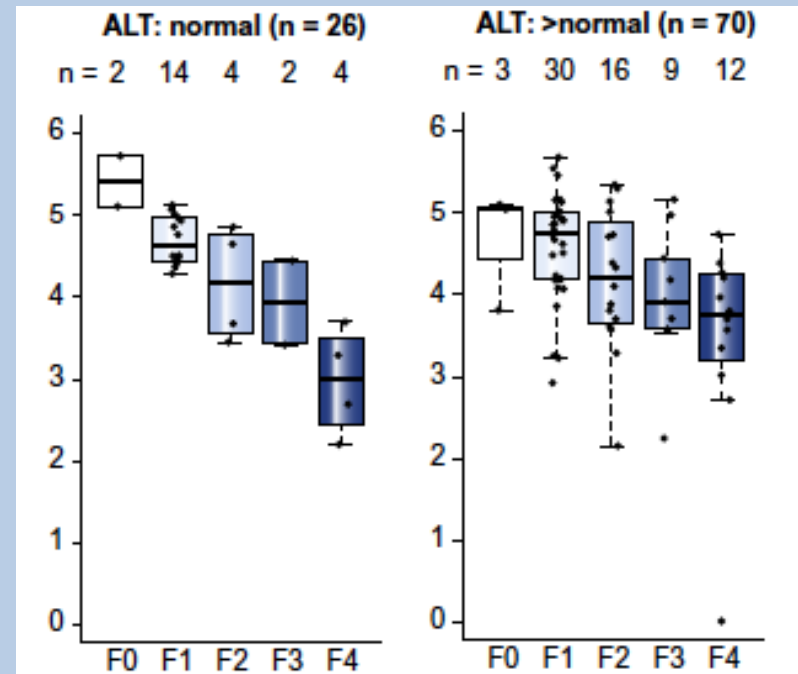 ALT: normal (n = 26)
n = 2 14 4 2 4
6
5
4
3
2
1
0
F0 F1 F2 F3 F4
ALT: >normal (n = 70)
n = 3 30 16 9 12
6
5
4
3
2
1
0
F0 F1 F2 F3 F4